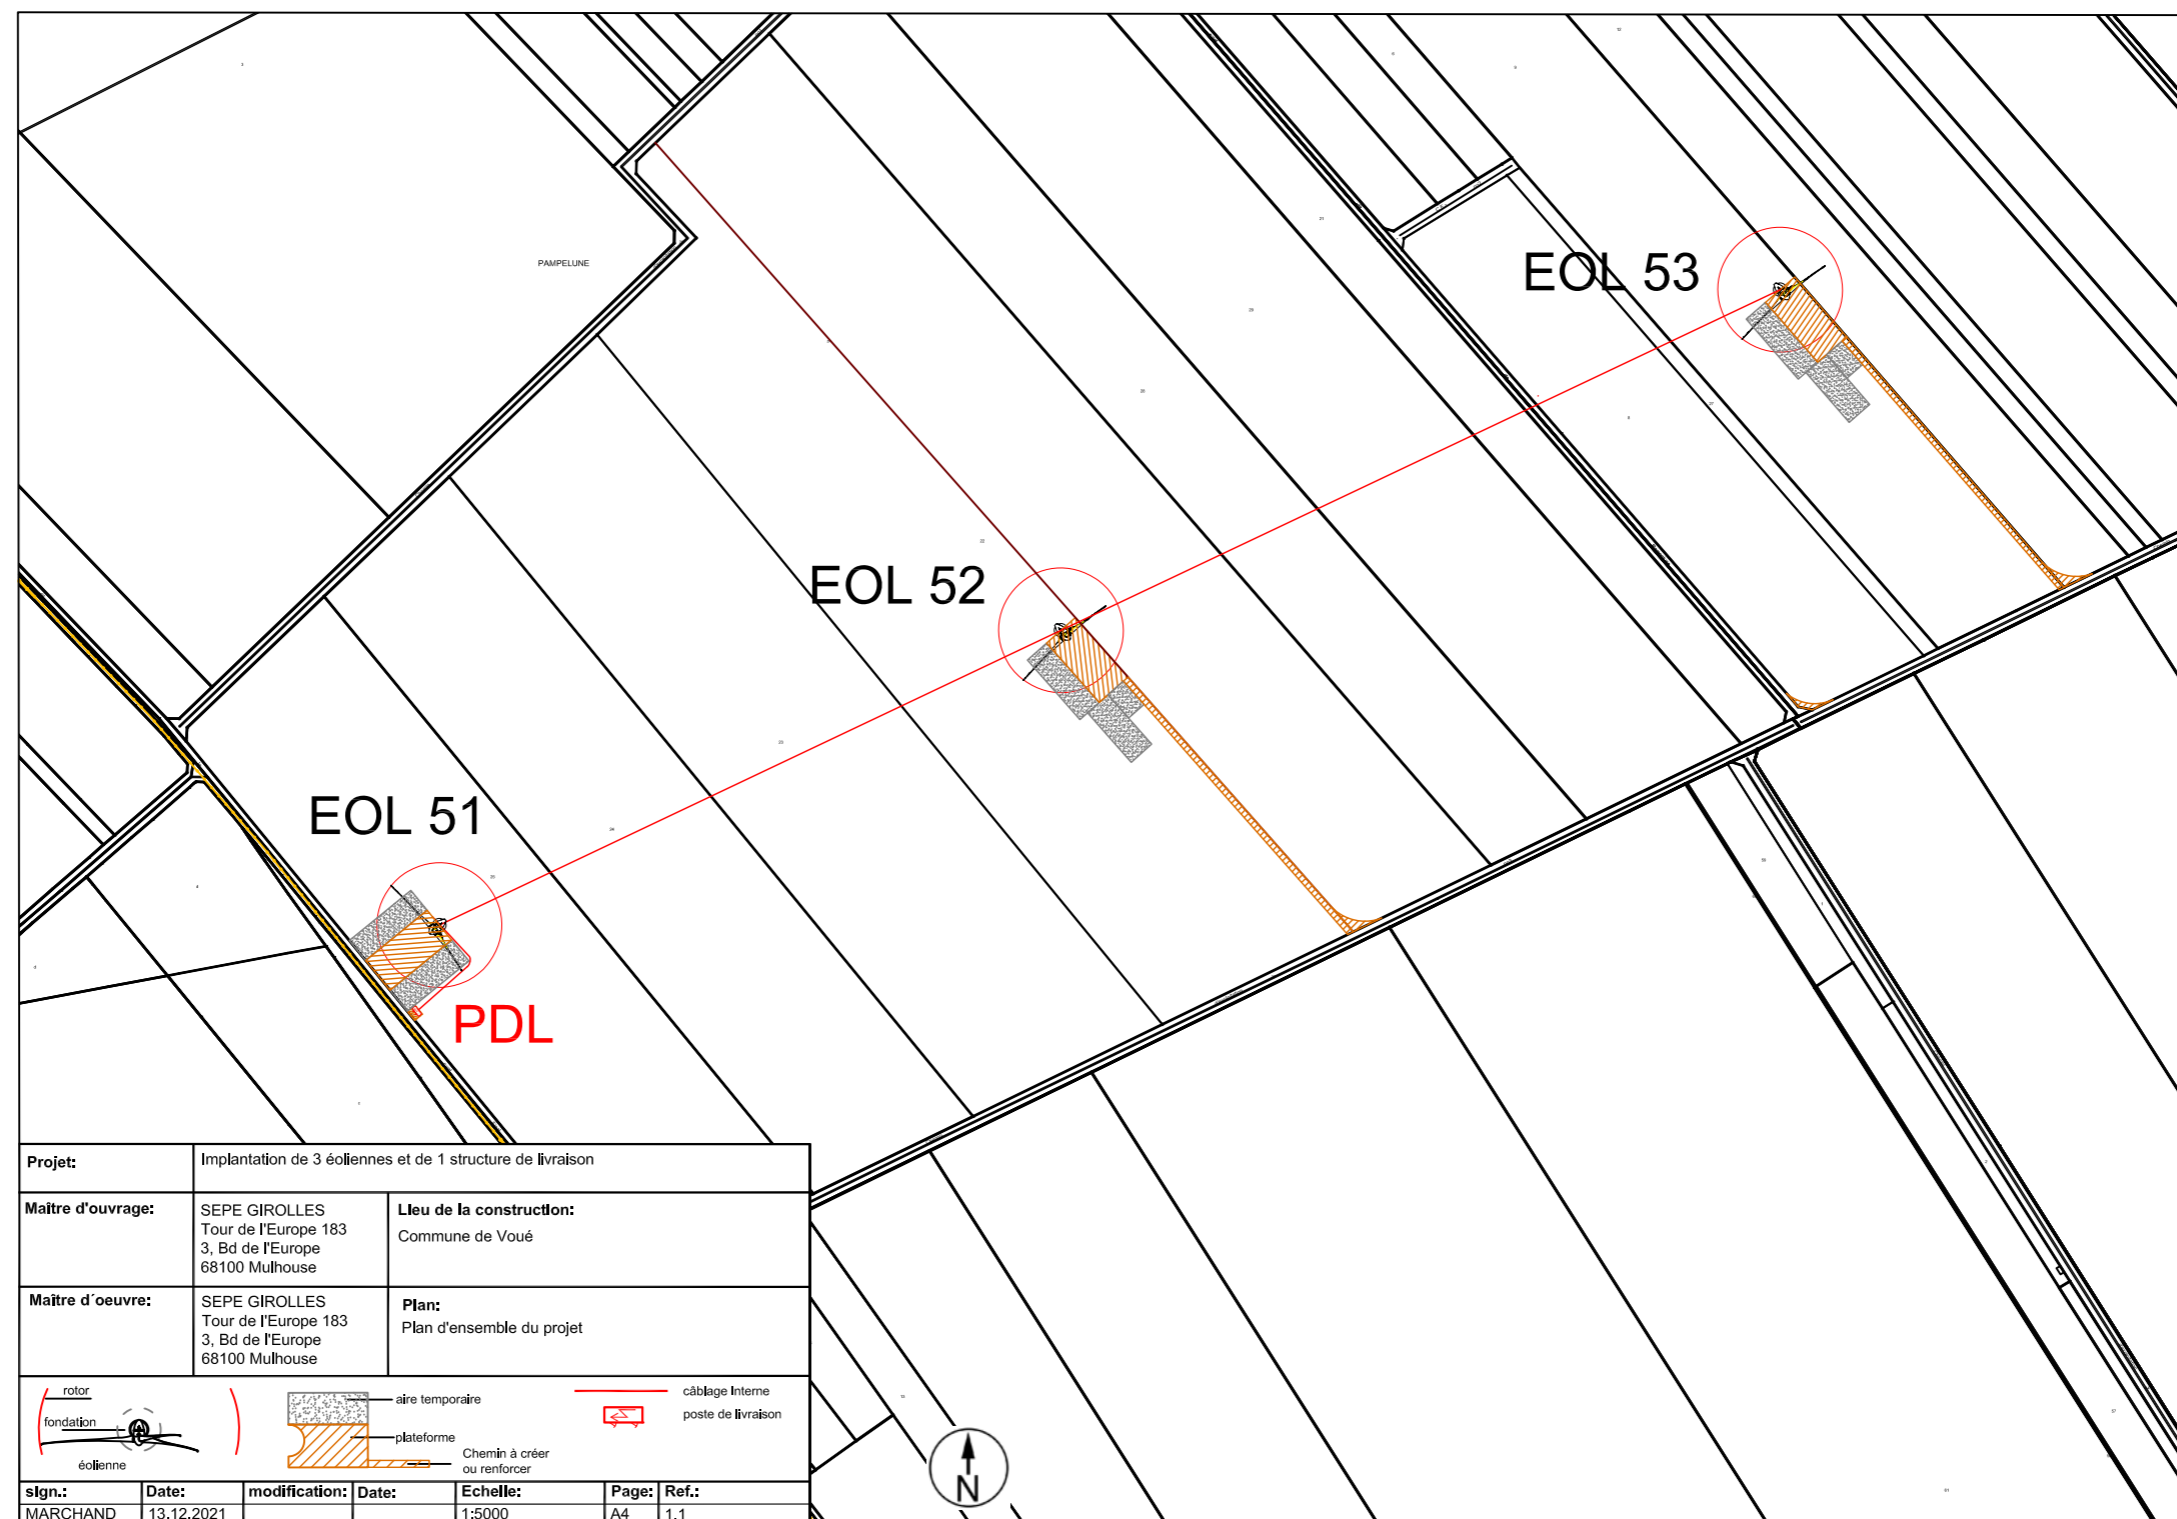 PAMPELUNE
EOL 53
EOL 52
EOL 51
PDL
Projet:
Implantation de 3 éoliennes et de 1 structure de livraison
Maître d'ouvrage:
SEPE GIROLLES
Tour de l'Europe 183
3, Bd de l'Europe
68100 Mulhouse
Lieu de la construction:
Commune de Voué
Maître d´oeuvre:
SEPE GIROLLES
Tour de l'Europe 183
3, Bd de l'Europe
68100 Mulhouse
Plan:
Plan d'ensemble du projet
rotor
fondation
éolienne
aire temporaire
plateforme
Chemin à créer
ou renforcer
câblage Interne
poste de livraison
N
sign.: Date: modification: Date: Echelle: Page: Ref.:
MARCHAND 13.12.2021 1:5000 A4 1.1